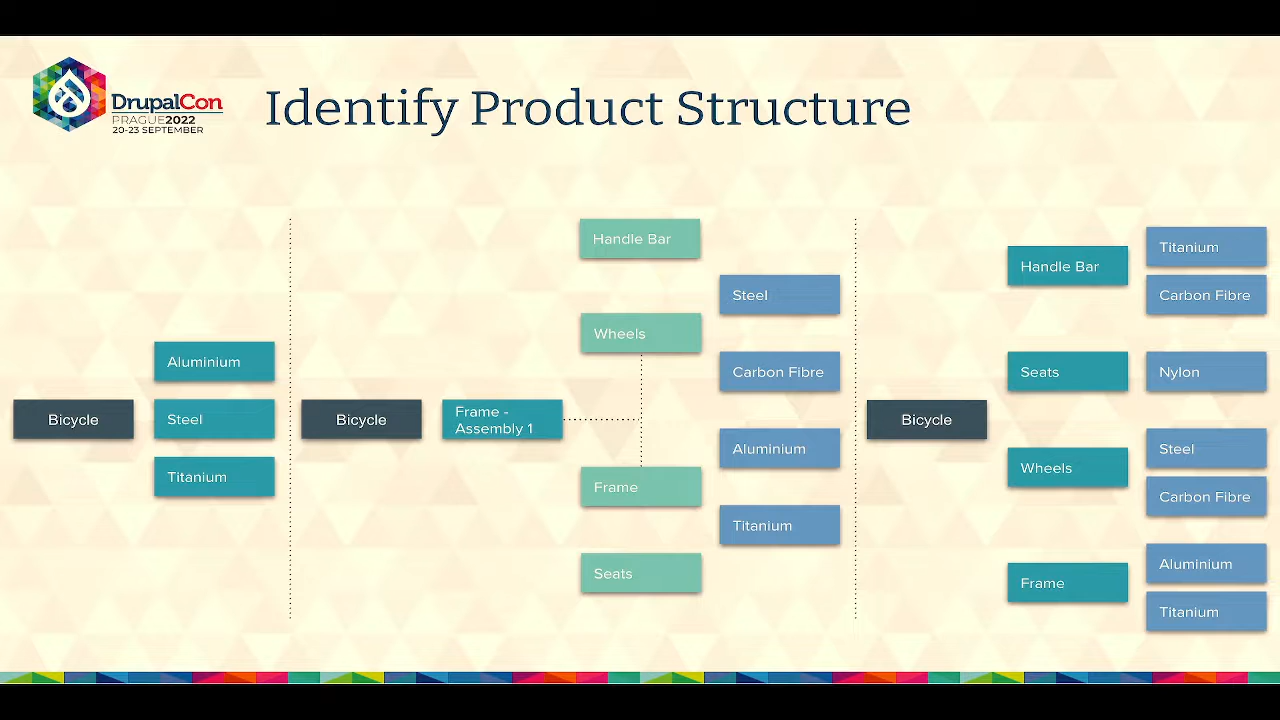 DrupalCon
PRAGUE2022
20-23 SEPTEMBER
Identify Product Structure
Bicycle
Aluminium
Steel
Titanium
Bicycle
Frame -
Assembly 1
Handle Bar
Wheels
Frame
Seats
Steel
Carbon Fibre
Aluminium
Titanium
Bicycle
Handle Bar
Titanium
Carbon Fibre
Seats
Nylon
Wheels
Steel
Carbon Fibre
Frame
Aluminium
Titanium